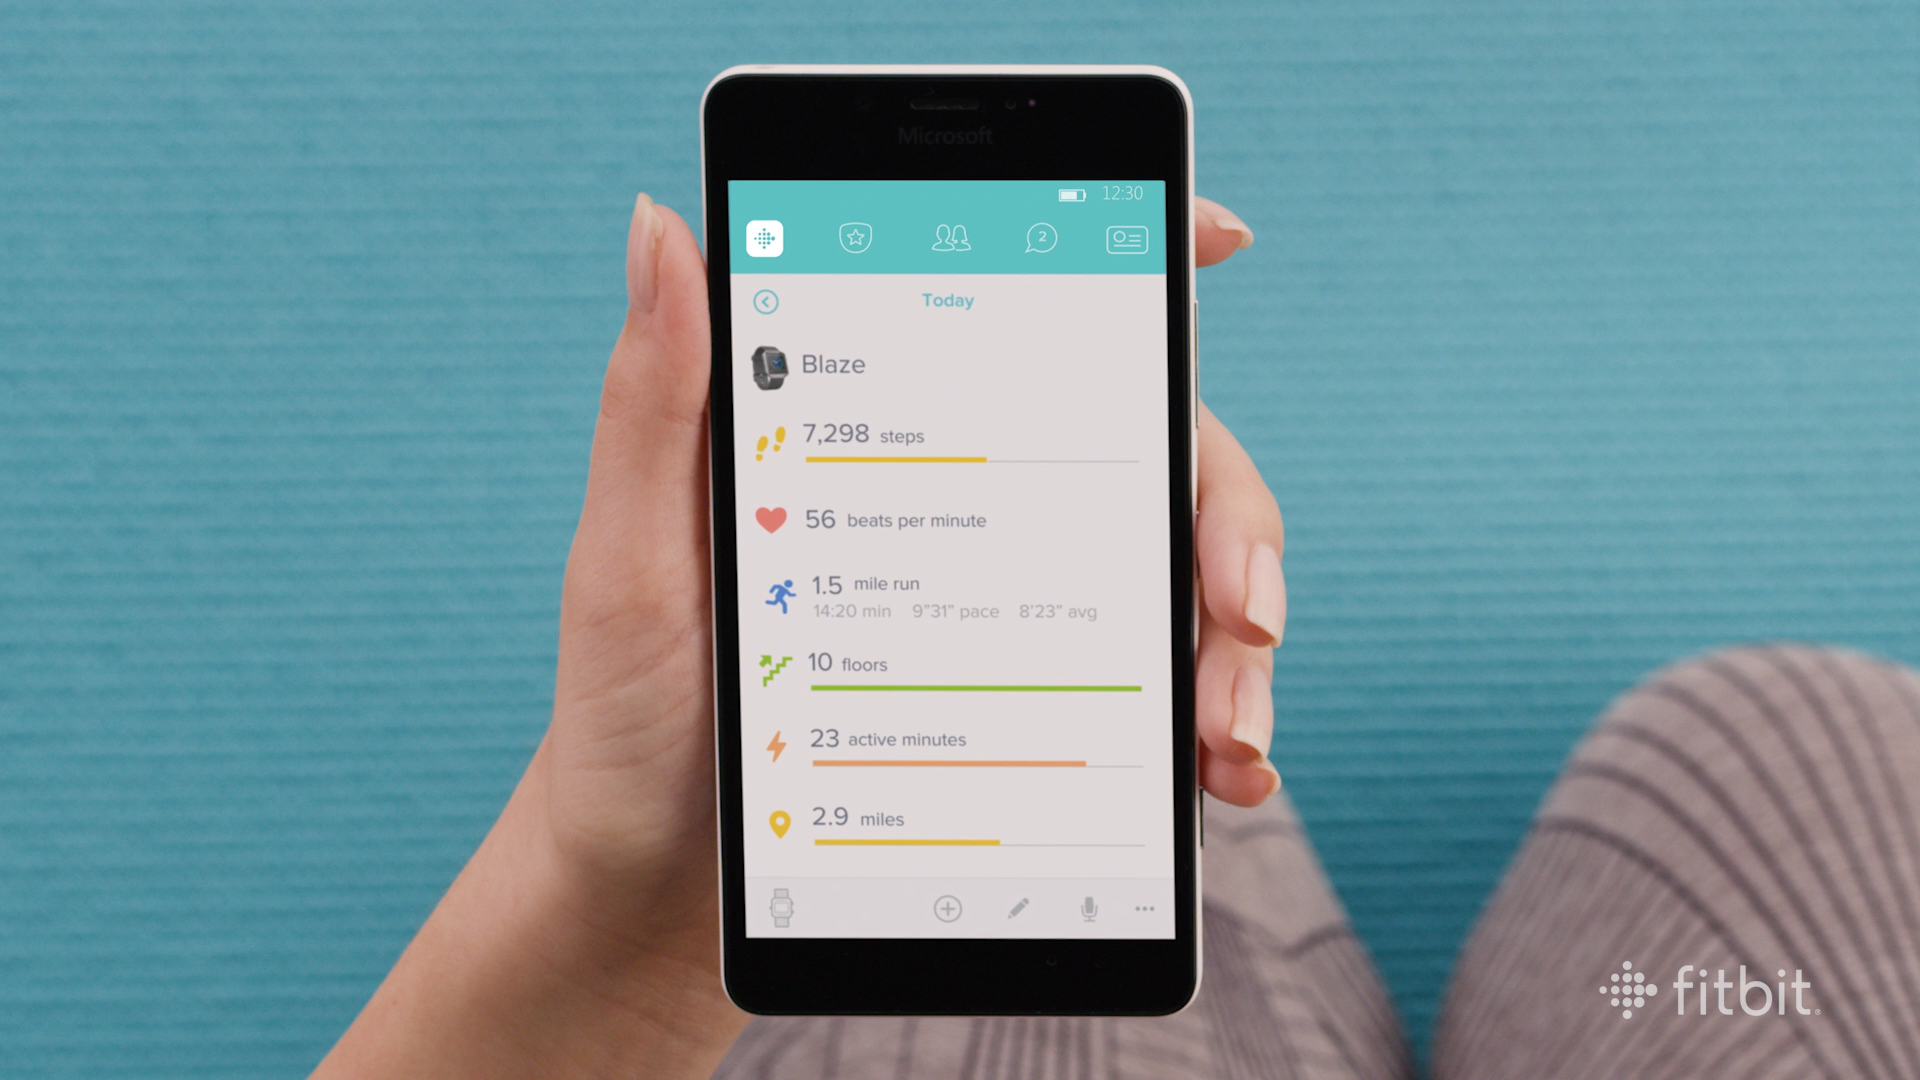 Microsoft
12:30
2
Today
Blaze
7,298 steps
56 beats per minute
1.5 mile run
14:20 min 9"31" pace 8'23" avg
10 floors
23 active minutes
2.9 miles
fitbit